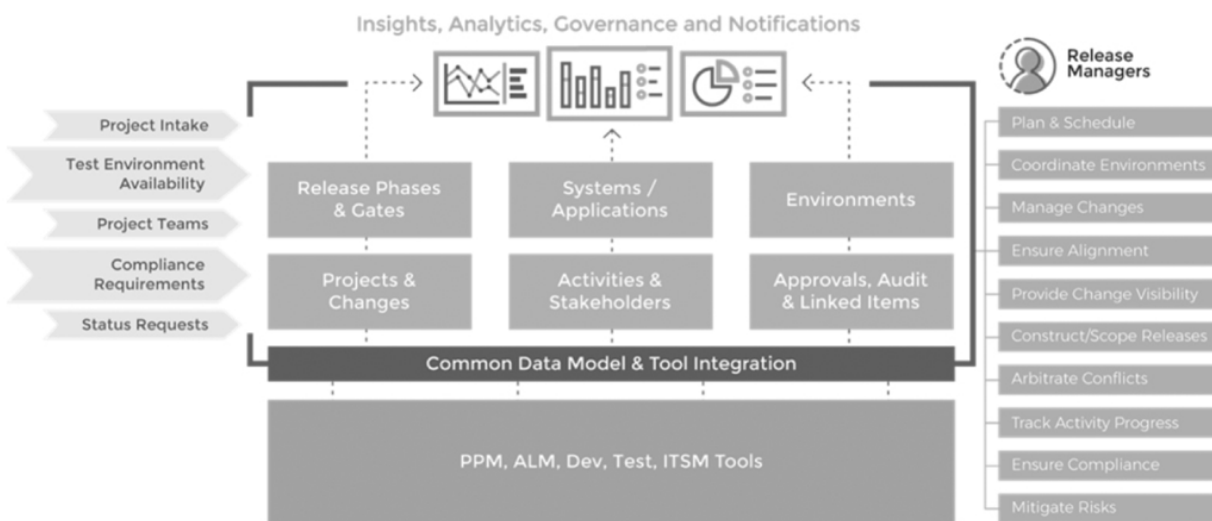 Insights, Analytics, Governance and Notifications
Project Intake
Test Environment
Availability
Project Teams
Compliance
Requirements
Status Requests
Release Phases
& Gates
Systems /
Applications
Environments
Projects &
Changes
Activities &
Stakeholders
Approvals, Audit
& Linked Items
Common Data Model & Tool Integration
PPM, ALM, Dev, Test, ITSM Tools
Release
Managers
Plan & Schedule
Coordinate Environments
Manage Changes
Ensure Alignment
Provide Change Visibility
Construct/Scope Releases
Arbitrate Conflicts
Track Activity Progress
Ensure Compliance
Mitigate Risks